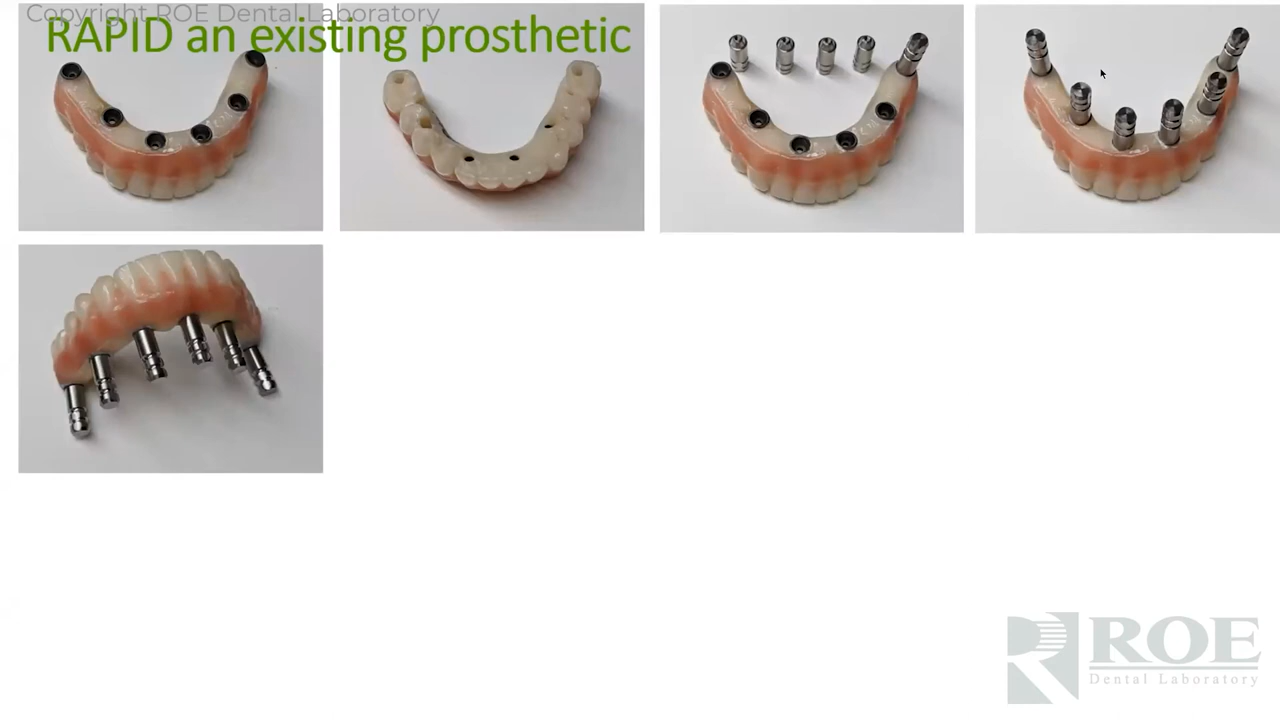 Copyright ROE Dental Laboratory
RAPID an existing prosthetic
ROE
Dental Laboratory